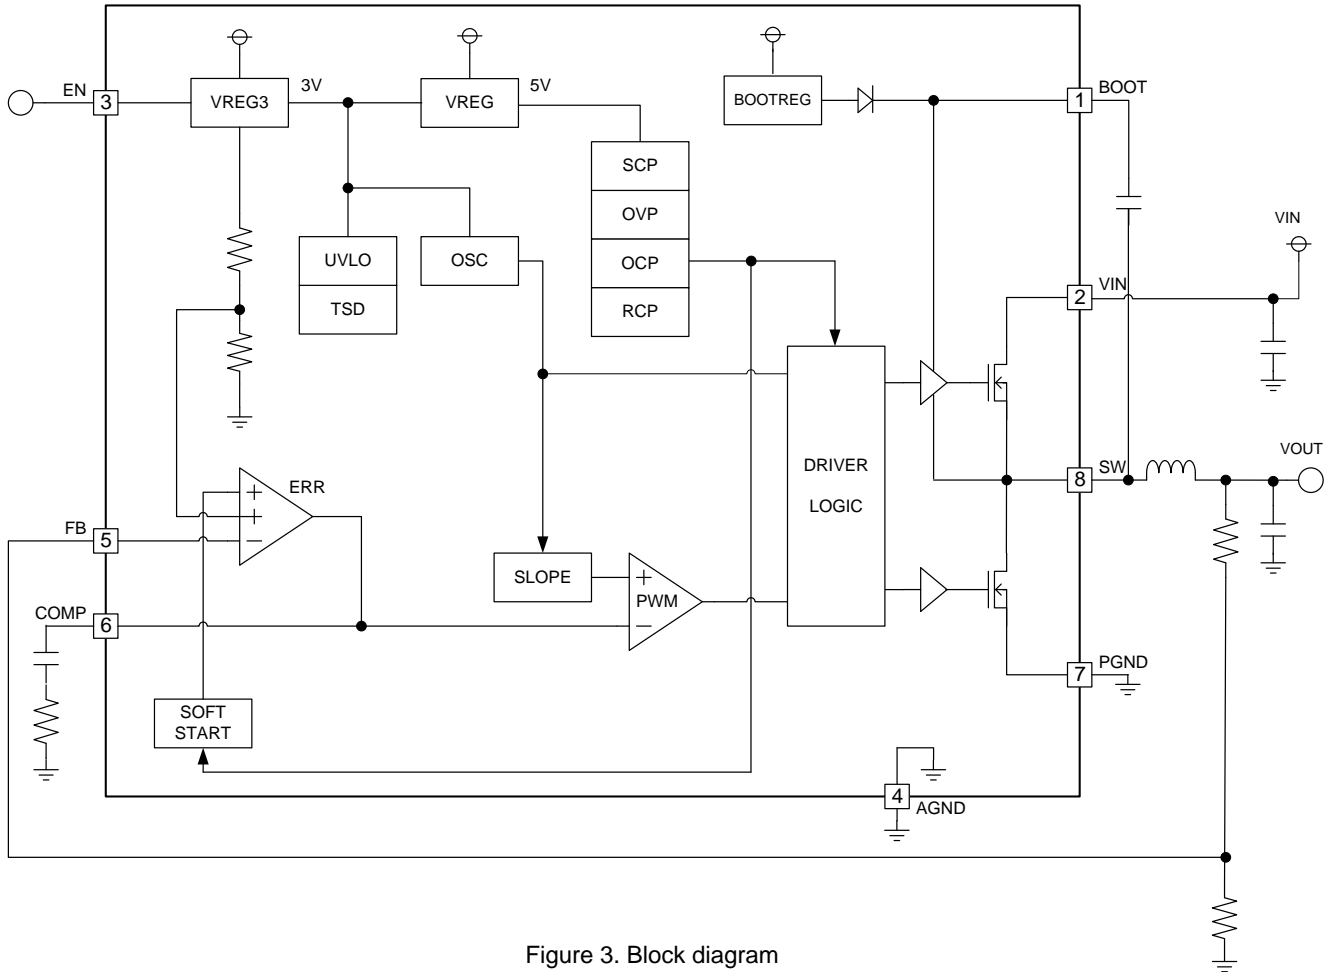 EN
3
VREG3
3V
VREG
5V
BOOTREG
1
BOOT
SCP
OVP
OCP
RCP
UVLO
TSD
OSC
VIN
2
VIN
DRIVER
LOGIC
ERR
+
+
−
FB
5
SW
8
VOUT
SLOPE
+
PWM
−
COMP
6
PGND
7
SOFT
START
4
AGND
Figure 3. Block diagram